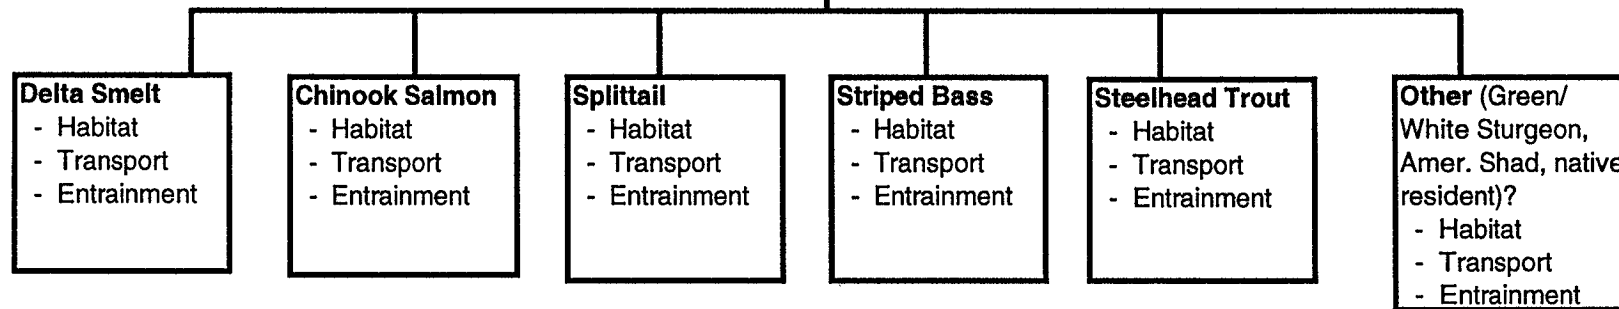 Delta Smelt
- Habitat
- Transport
- Entrainment
Chinook Salmon
- Habitat
- Transport
- Entrainment
Splittail
- Habitat
- Transport
- Entrainment
Striped Bass
- Habitat
- Transport
- Entrainment
Steelhead Trout
- Habitat
- Transport
- Entrainment
Other (Green/
White Sturgeon,
Amer. Shad, native
resident)?
- Habitat
- Transport
- Entrainment